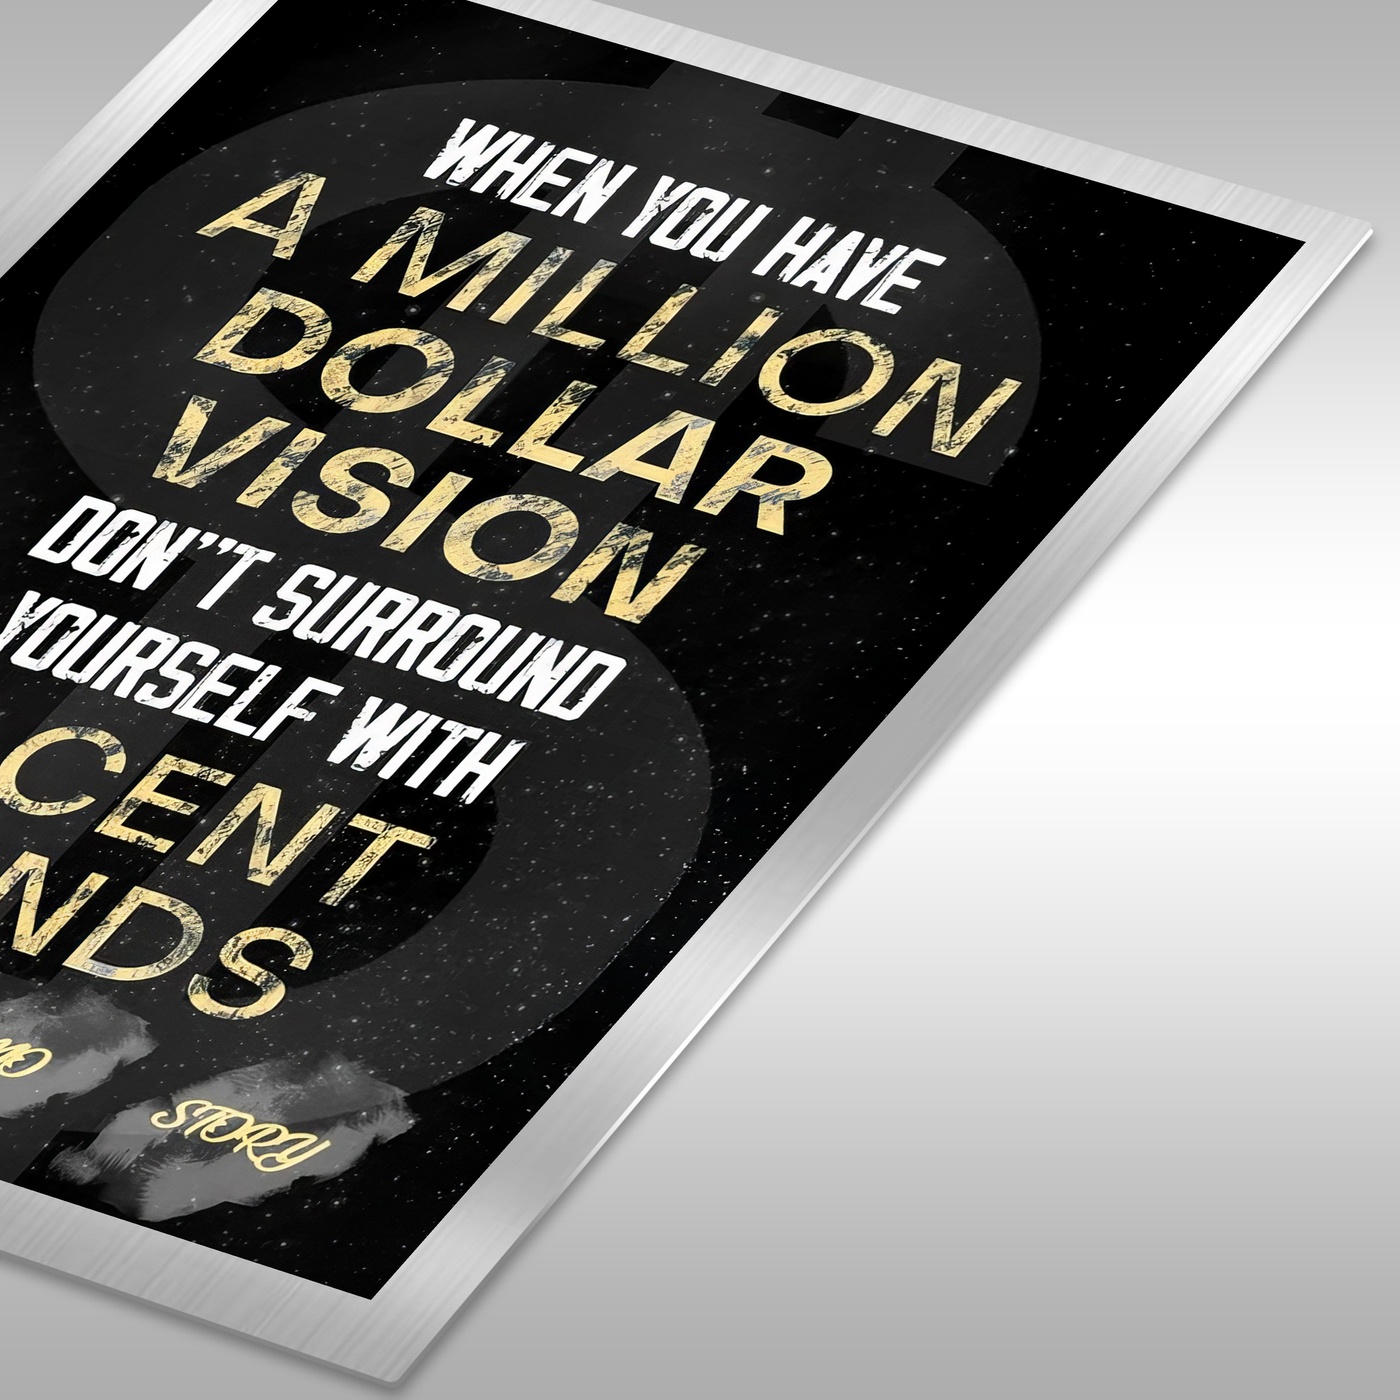 WHEN YOU HAVE
A MILLION
DOLLAR
VISION
DON''T SURROUND
YOURSELF WITH
CENT
NDS
STORY